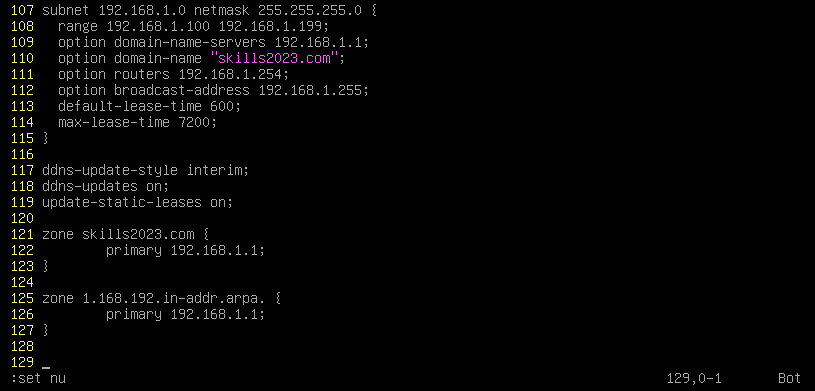 107 subnet 192.168.1.0 netmask 255.255.255.0 {
108   range 192.168.1.100 192.168.1.199;
109   option domain-name-servers 192.168.1.1;
110   option domain-name "skills2023.com";
111   option routers 192.168.1.254;
112   option broadcast-address 192.168.1.255;
113   default-lease-time 600;
114   max-lease-time 7200;
115 }
116
117 ddns-update-style interim;
118 ddns-updates on;
119 update-static-leases on;
120
121 zone skills2023.com {
122         primary 192.168.1.1;
123 }
124
125 zone 1.168.192.in-addr.arpa. {
126         primary 192.168.1.1;
127 }
128
129
:set nu 129,0-1 Bot